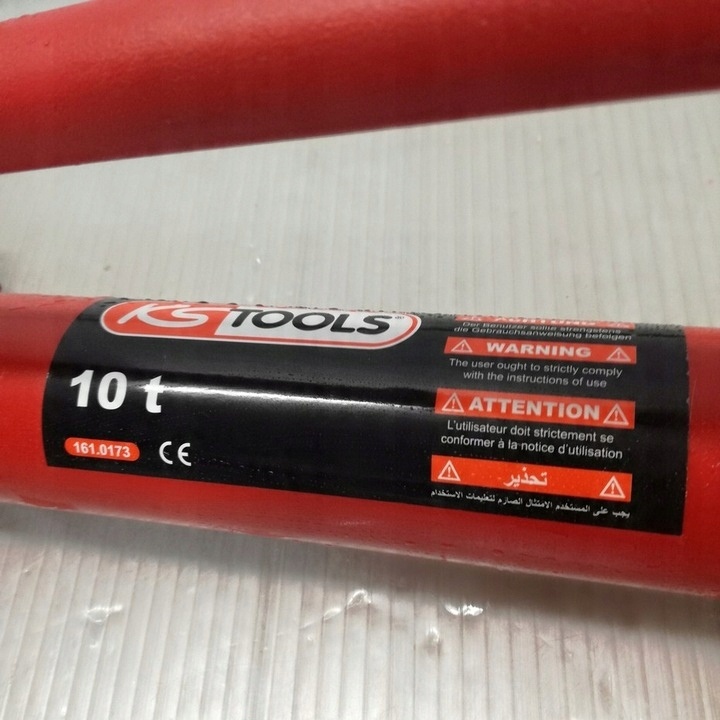 KS TOOLS®
10 t
161.0173
CE
ACHTUNG
Der Benutzer sollte strengstens
die Gebrauchsanweisung befolgen
WARNING
The user ought to strictly comply
with the instructions of use
ATTENTION
L'utilisateur doit strictement se
conformer à la notice d'utilisation
تحذير
يجب على المستخدم الامتثال الصارم لتعليمات الاستخدام